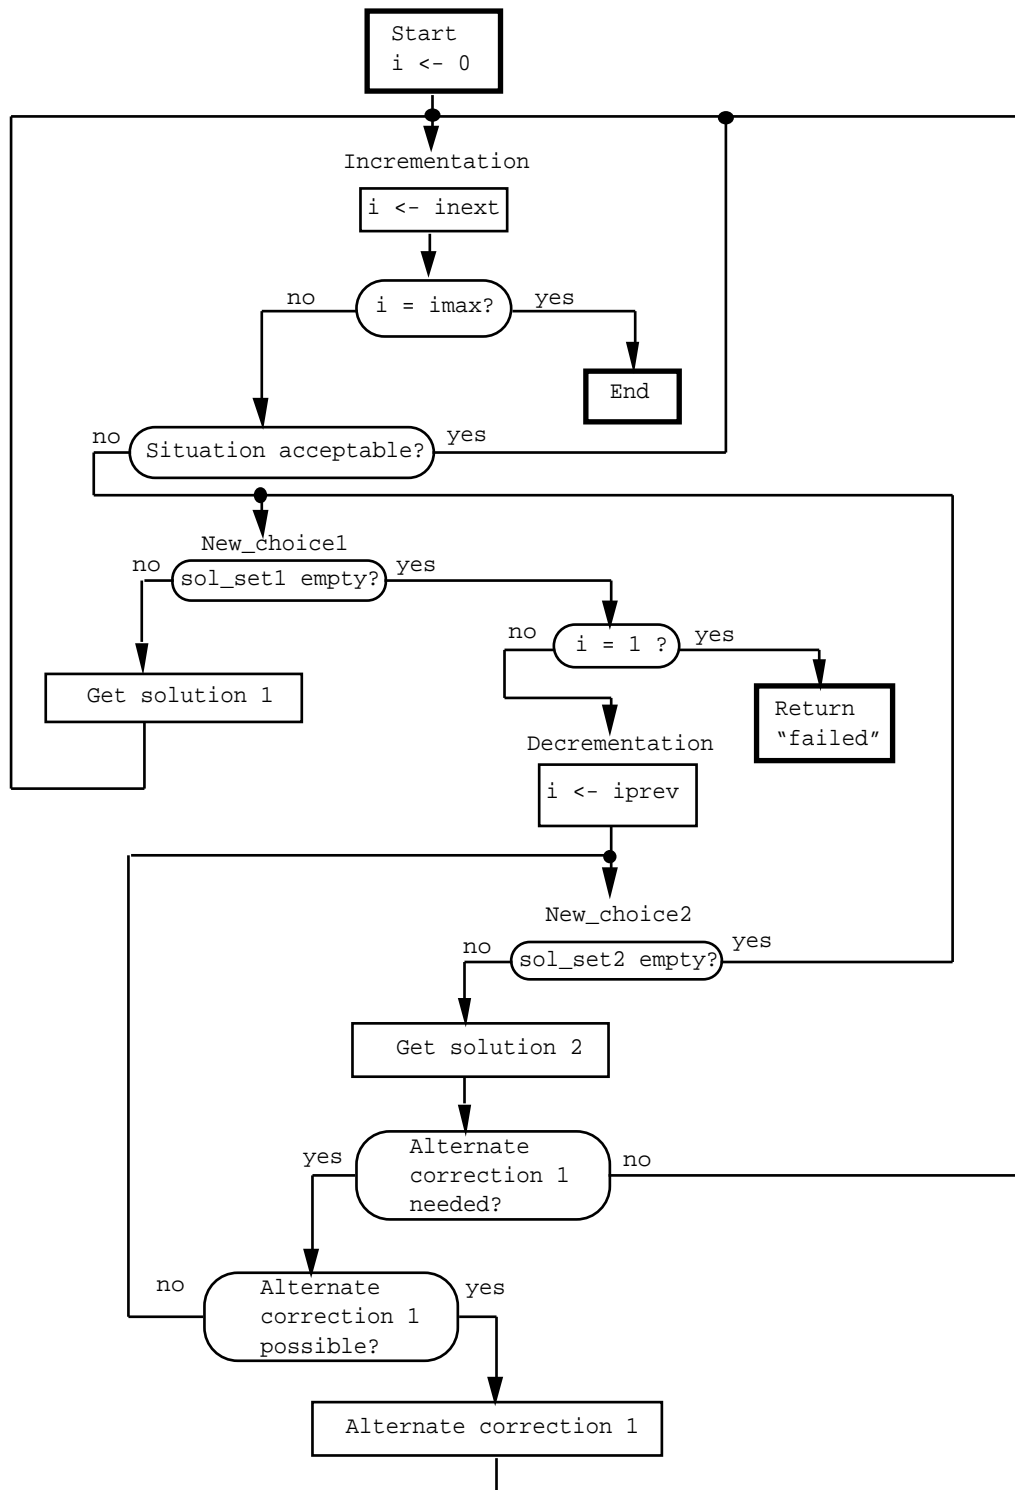 Start
i <- 0
Incrementation
i <- inext
no
i = imax?
yes
End
no
Situation acceptable?
yes
New_choice1
no
sol_set1 empty?
yes
no
i = 1 ?
yes
Get solution 1
Return
“failed”
Decrementation
i <- iprev
New_choice2
no
sol_set2 empty?
yes
Get solution 2
yes
Alternate
correction 1
needed?
no
no
Alternate
correction 1
possible?
yes
Alternate correction 1